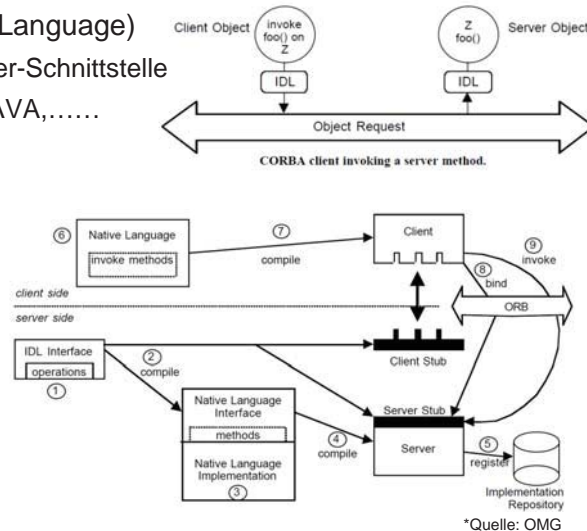 Language)
er-Schnittstelle
AVA,……
Client Object
invoke
foo() on
Z
Z
foo()
Server Object
IDL
IDL
Object Request
CORBA client invoking a server method.
6
Native Language
invoke methods
7
compile
Client
9
invoke
8
bind
client side
server side
ORB
IDL Interface
operations
1
2
compile
Client Stub
Native Language
Interface
methods
Native Language
Implementation
3
4
compile
Server Stub
Server
5
register
Implementation
Repository
*Quelle: OMG